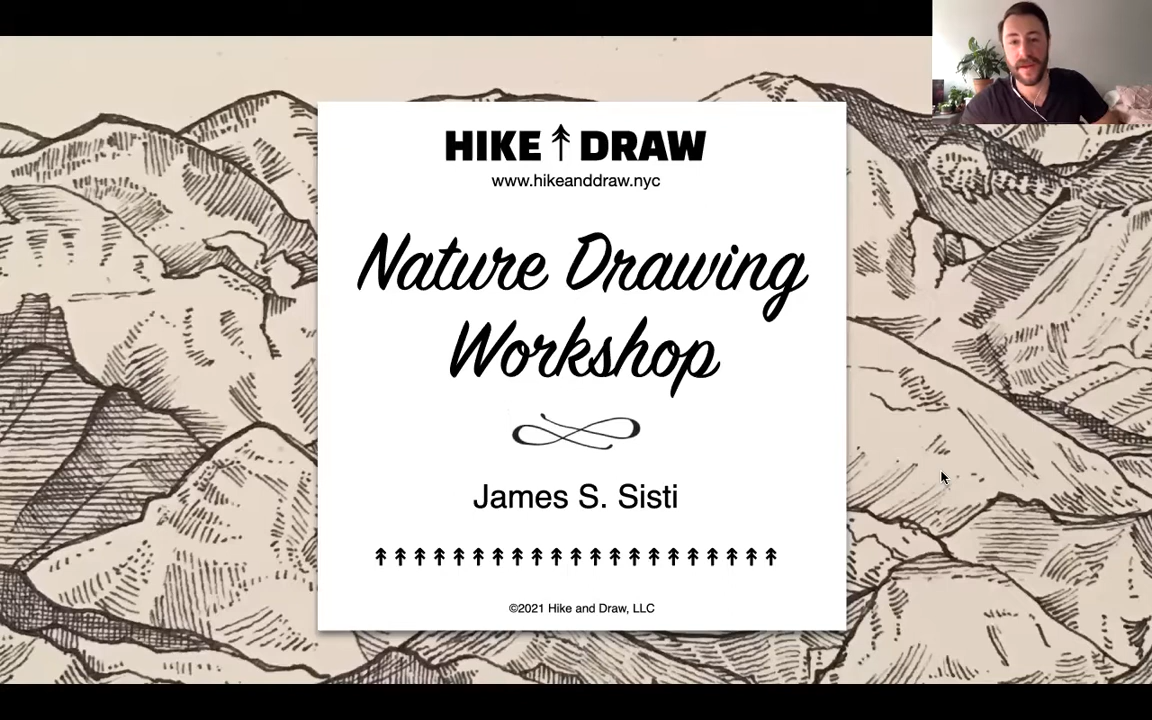 HIKE DRAW
www.hikeanddraw.nyc
Nature Drawing
Workshop
James S. Sisti
©2021 Hike and Draw, LLC